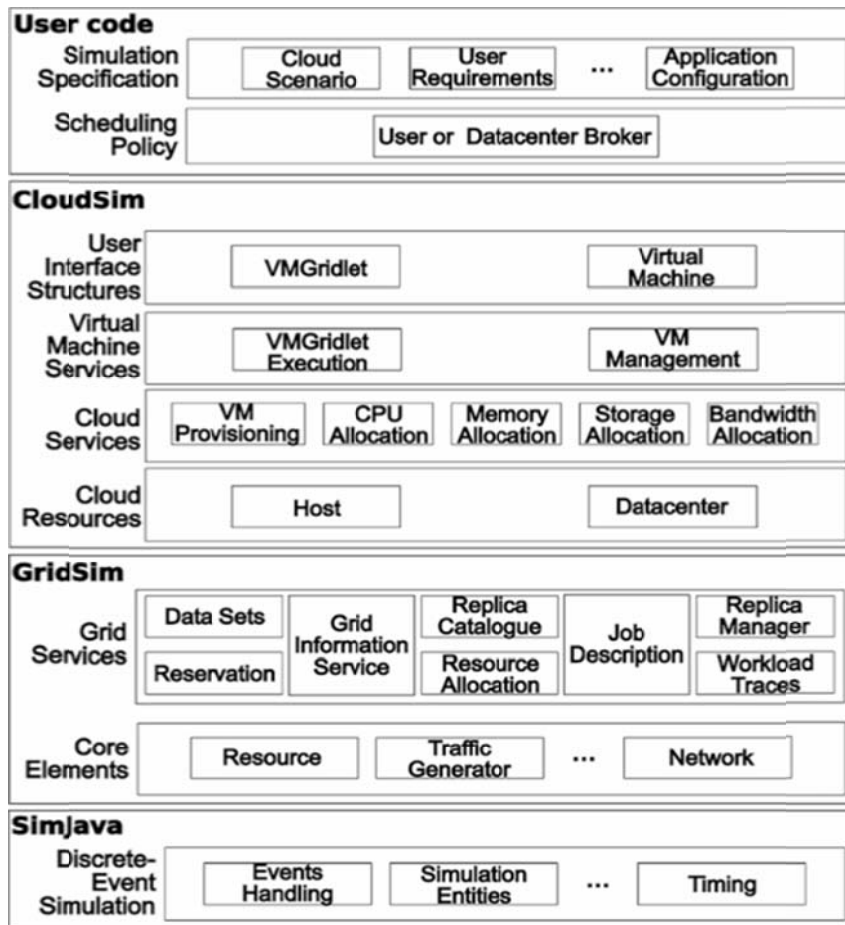 User code
Simulation
Specification
Cloud
Scenario
User
Requirements
...
Application
Configuration
Scheduling
Policy
User or Datacenter Broker
CloudSim
User
Interface
Structures
VMGridlet
Virtual
Machine
Virtual
Machine
Services
VMGridlet
Execution
VM
Management
Cloud
Services
VM
Provisioning
CPU
Allocation
Memory
Allocation
Storage
Allocation
Bandwidth
Allocation
Cloud
Resources
Host
Datacenter
GridSim
Grid
Services
Data Sets
Reservation
Grid
Information
Service
Replica
Catalogue
Resource
Allocation
Job
Description
Replica
Manager
Workload
Traces
Core
Elements
Resource
Traffic
Generator
...
Network
SimJava
Discrete-
Event
Simulation
Events
Handling
Simulation
Entities
...
Timing